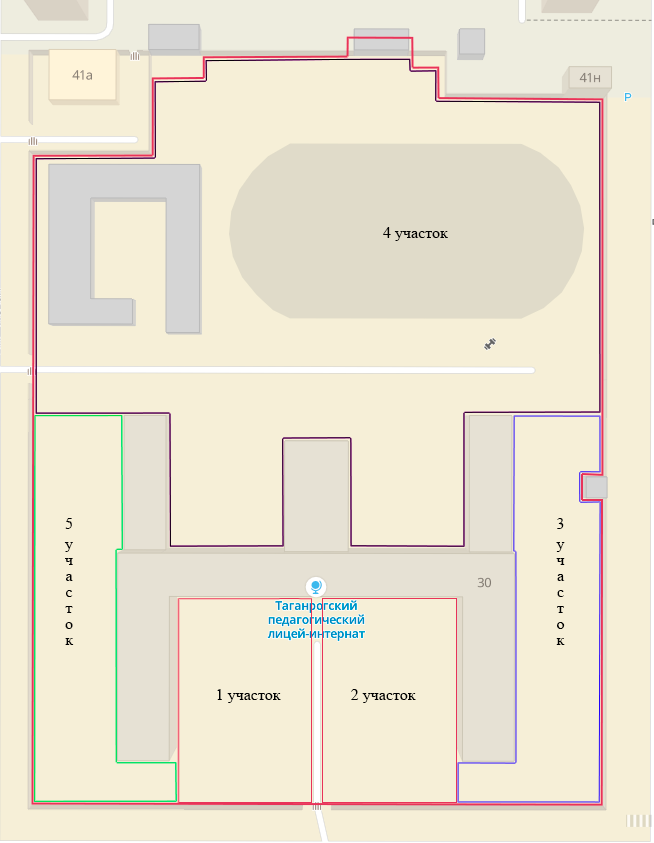 41а
41н
P
4 участок
5
у
ч
а
с
т
о
к
3
у
ч
а
с
т
о
к
30
Таганрогский
педагогический
лицей-интернат
1 участок
2 участок